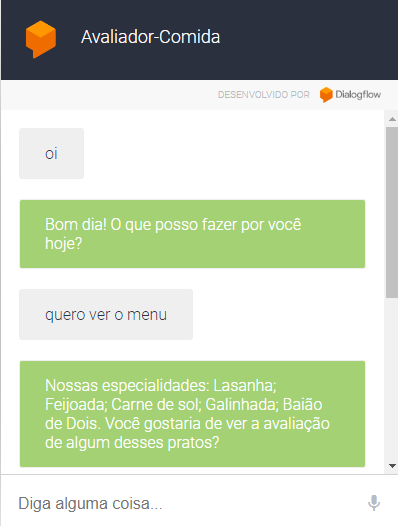 Avaliador-Comida
DESENVOLVIDO POR Dialogflow
oi
Bom dia! O que posso fazer por você
hoje?
quero ver o menu
Nossas especialidades: Lasanha;
Feijoada; Carne de sol; Galinhada; Baião
de Dois. Você gostaria de ver a avaliação
de algum desses pratos?
Diga alguma coisa...